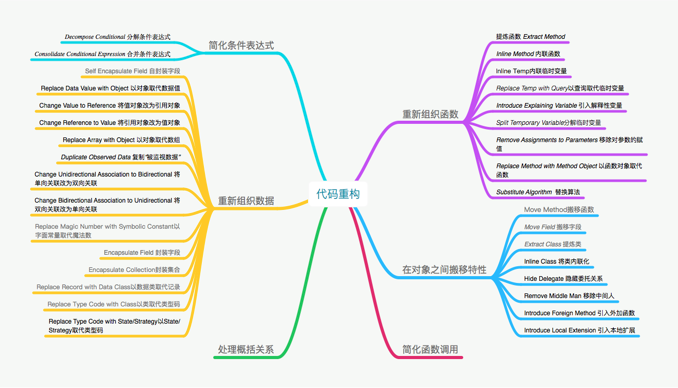 代码重构
简化条件表达式
Decompose Conditional 分解条件表达式
Consolidate Conditional Expression 合并条件表达式
重新组织数据
Self Encapsulate Field 自封装字段
Replace Data Value with Object 以对象取代数据值
Change Value to Reference 将值对象改为引用对象
Change Reference to Value 将引用对象改为值对象
Replace Array with Object 以对象取代数组
Duplicate Observed Data 复制“被监视数据”
Change Unidirectional Association to Bidirectional 将
单向关联改为双向关联
Change Bidirectional Association to Unidirectional 将
双向关联改为单向关联
Replace Magic Number with Symbolic Constant以
字面常量取代魔法数
Encapsulate Field 封装字段
Encapsulate Collection封装集合
Replace Record with Data Class以数据类取代记录
Replace Type Code with Class以类取代类型码
Replace Type Code with State/Strategy以State/
Strategy取代类型码
处理概括关系
重新组织函数
提炼函数 Extract Method
Inline Method 内联函数
Inline Temp内联临时变量
Replace Temp with Query以查询取代临时变量
Introduce Explaining Variable 引入解释性变量
Split Temporary Variable分解临时变量
Remove Assignments to Parameters 移除对参数的赋
值
Replace Method with Method Object 以函数对象取代
函数
Substitute Algorithm 替换算法
在对象之间搬移特性
Move Method搬移函数
Move Field 搬移字段
Extract Class 提炼类
Inline Class 将类内联化
Hide Delegate 隐藏委托关系
Remove Middle Man 移除中间人
Introduce Foreign Method 引入外加函数
Introduce Local Extension 引入本地扩展
简化函数调用